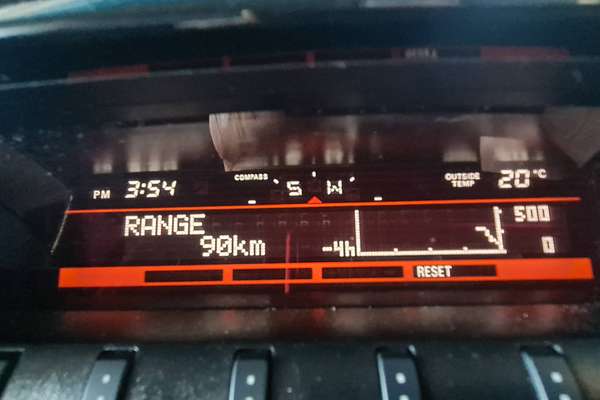 PM 3:54 COMPASS S W OUTSIDE TEMP 20°C
RANGE 500
90km -4h 0
RESET